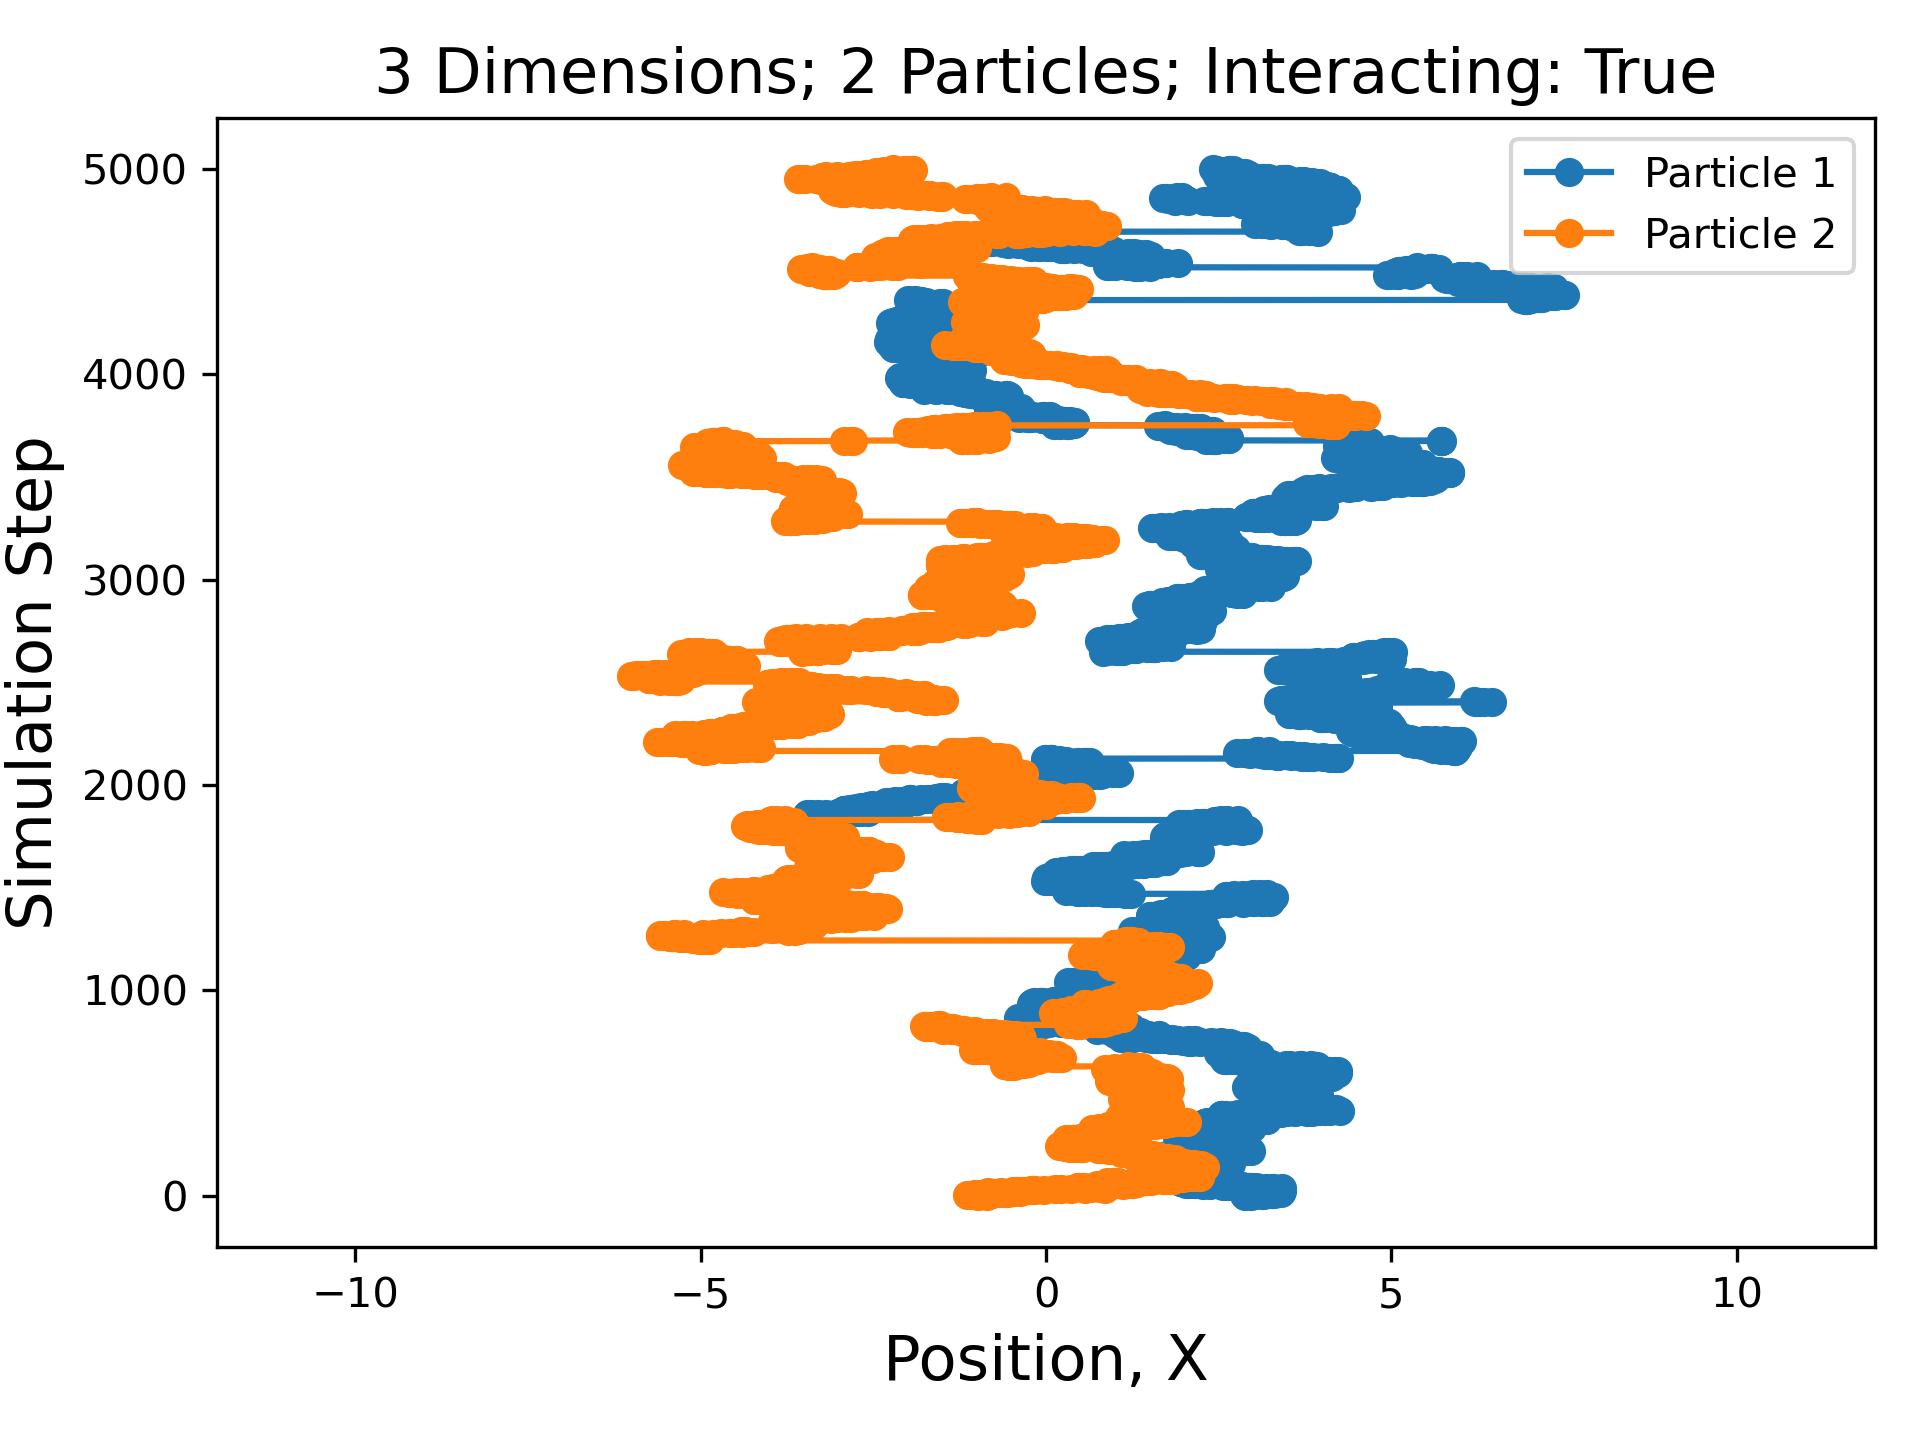 3 Dimensions; 2 Particles; Interacting: True
Particle 1
Particle 2
5000
4000
3000
2000
1000
0
Simulation Step
−10
−5
0
5
10
Position, X